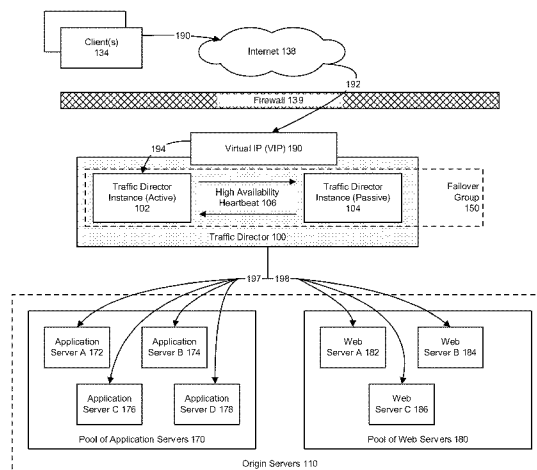 Client(s)
134
190
Internet 138
192
Firewall 139
194
Virtual IP (VIP) 190
Traffic Director
Instance (Active)
102
High Availability
Heartbeat 106
Traffic Director
Instance (Passive)
104
Failover
Group
150
Traffic Director 100
197
198
Application
Server A 172
Application
Server B 174
Application
Server C 176
Application
Server D 178
Pool of Application Servers 170
Web
Server A 182
Web
Server B 184
Web
Server C 186
Pool of Web Servers 180
Origin Servers 110